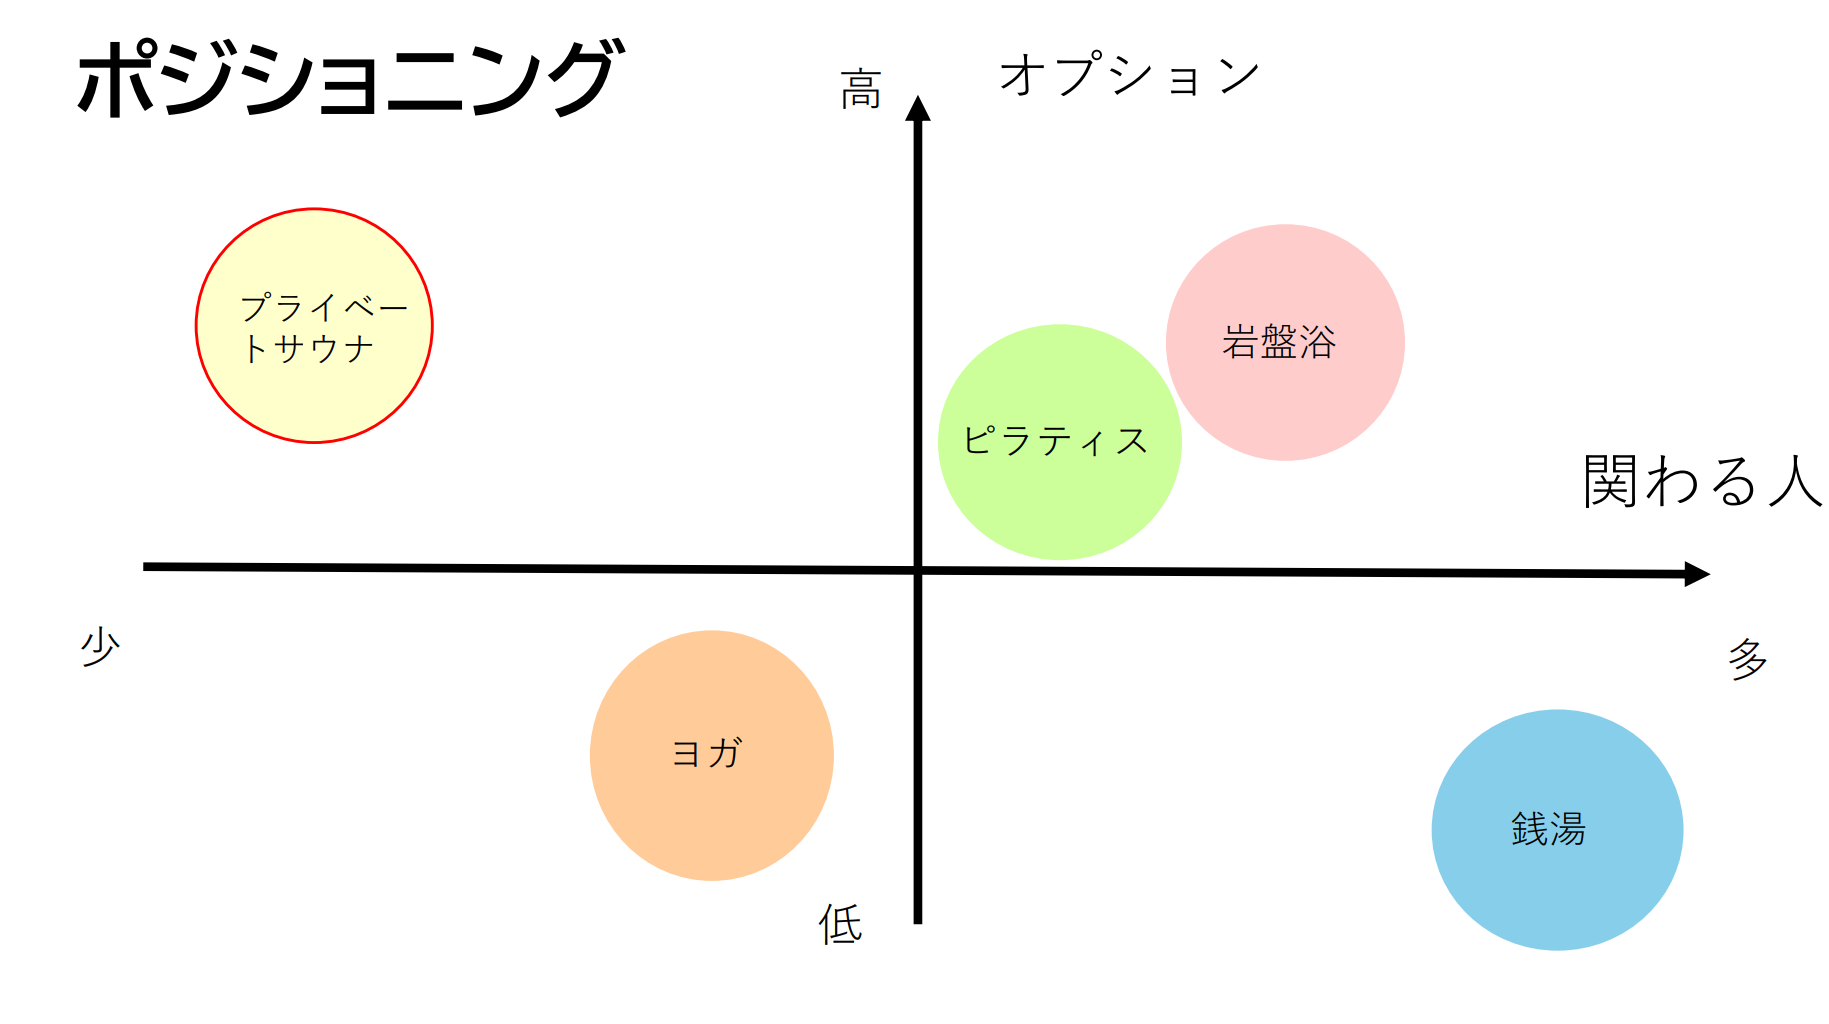 ポジショニング
高
オプション
プライベー
トサウナ
岩盤浴
ピラティス
関わる人
少
多
ヨガ
銭湯
低